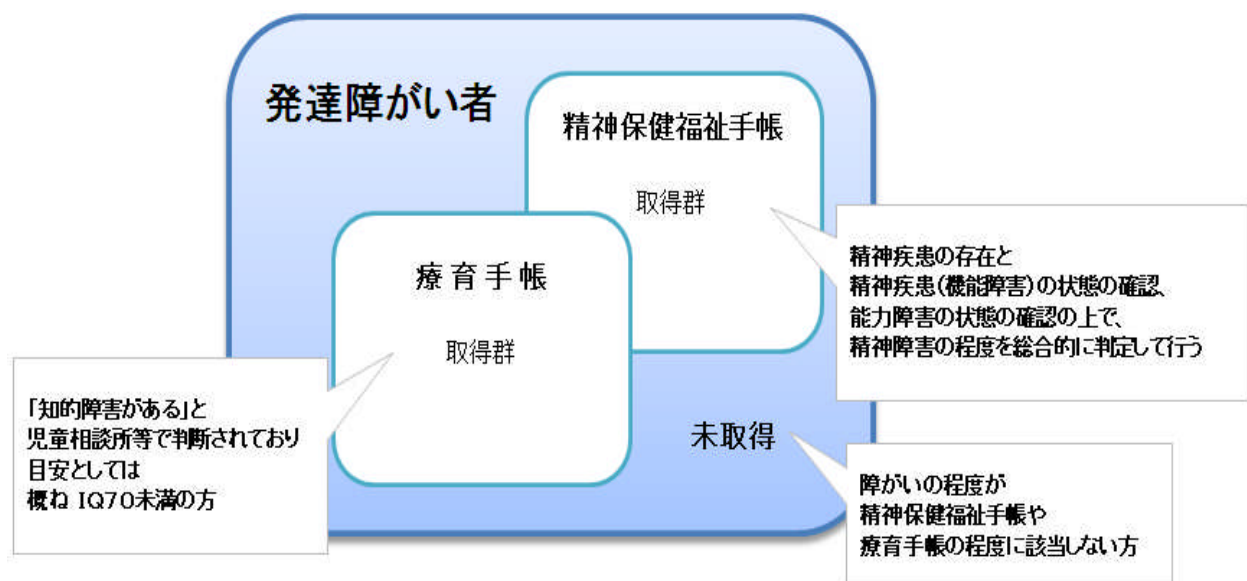 発達障がい者
精神保健福祉手帳
取得群
療育手帳
取得群
未取得
精神疾患の存在と
精神疾患(機能障害)の状態の確認、
能力障害の状態の確認の上で、
精神障害の程度を総合的に判定して行う
「知的障害がある」と
児童相談所等で判断されており
目安としては
概ね IQ70未満の方
障がいの程度が
精神保健福祉手帳や
療育手帳の程度に該当しない方